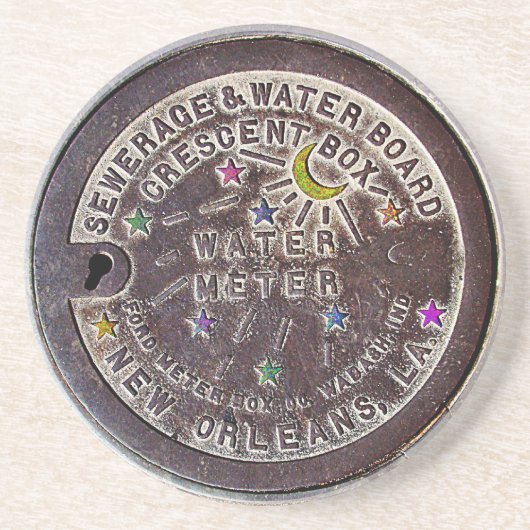 SEWERAGE & WATER BOARD
CRESCENT BOX
WATER
METER
FORD METER BOX CO. WABASH, IND.
NEW ORLEANS, LA.